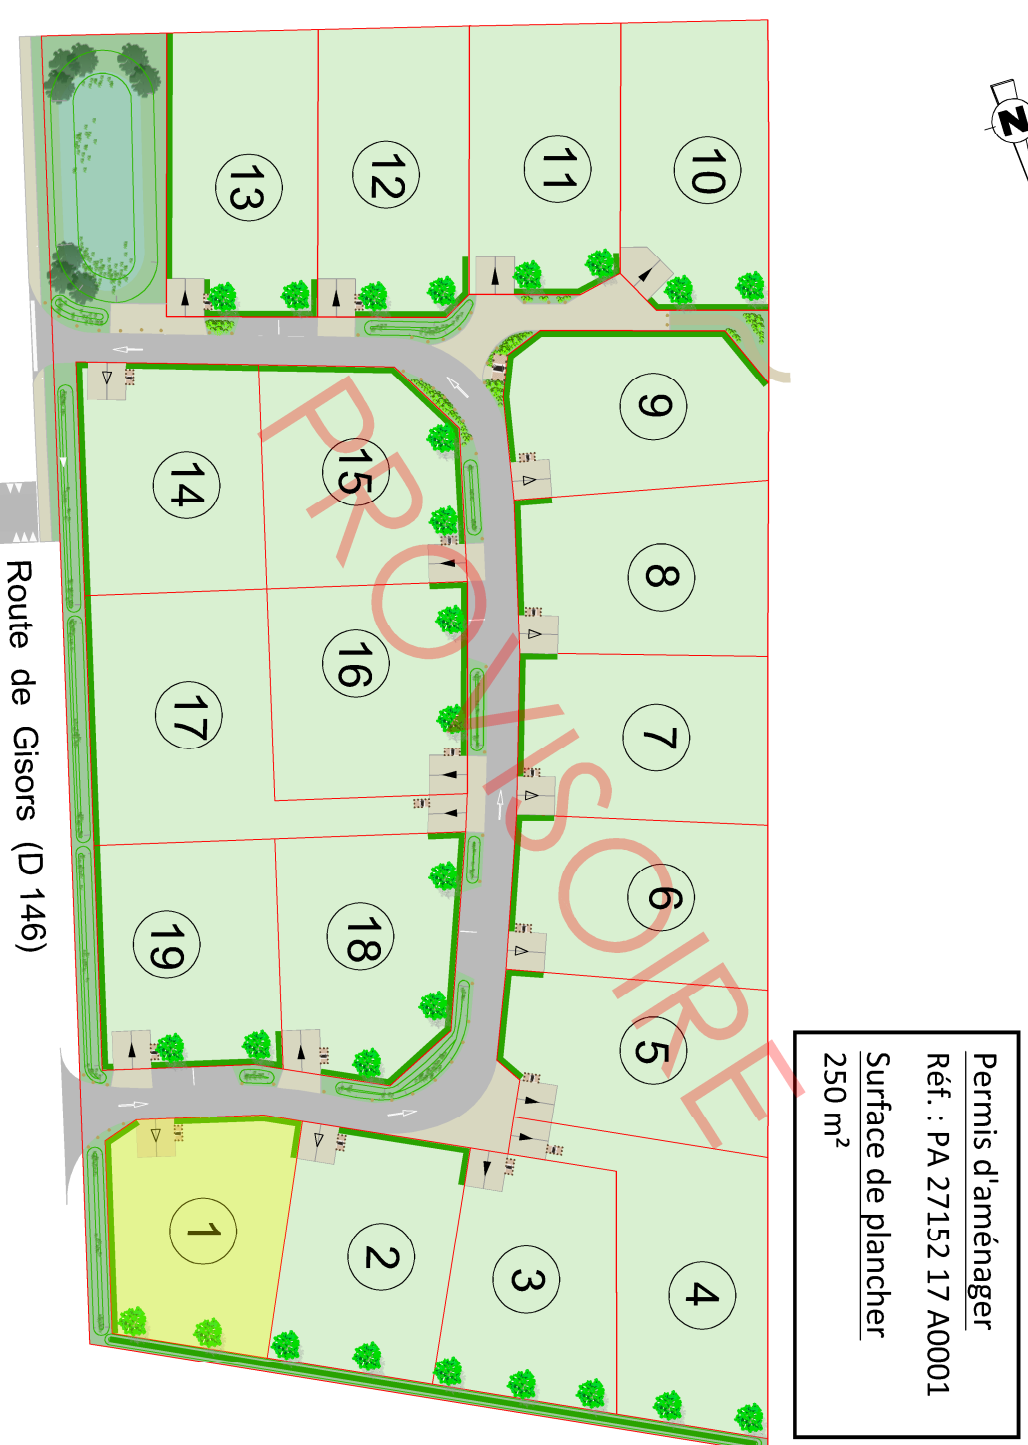 N
Permis d'aménager
Réf. : PA 27152 17 A0001
Surface de plancher
250 m²
10
11
12
13
9
8
7
6
5
4
3
2
1
14
15
16
17
18
19
PROVISOIRE
Route de Gisors (D 146)